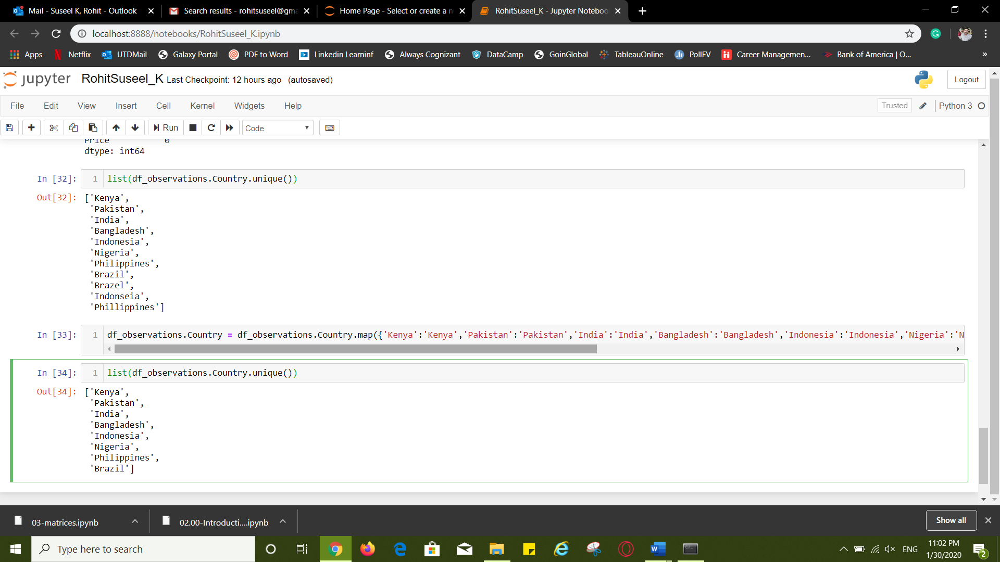 Mail - Suseel K, Rohit - Outlook
Search results - rohitsuseel@gma
Home Page - Select or create a n
RohitSuseel_K - Jupyter Noteboo
localhost:8888/notebooks/RohitSuseel_K.ipynb
Apps Netflix UTDMail Galaxy Portal PDF to Word Linkedin Learninf Always Cognizant DataCamp GoinGlobal TableauOnline PollEV Career Managemen... Bank of America | O... »
jupyter RohitSuseel_K Last Checkpoint: 12 hours ago (autosaved) Logout
File Edit View Insert Cell Kernel Widgets Help Trusted Python 3
Run Code
Price 0
dtype: int64
In [32]: 1 list(df_observations.Country.unique())
Out[32]: ['Kenya',
'Pakistan',
'India',
'Bangladesh',
'Indonesia',
'Nigeria',
'Philippines',
'Brazil',
'Brazel',
'Indonseia',
'Phillippines']
In [33]: 1 df_observations.Country = df_observations.Country.map({'Kenya':'Kenya','Pakistan':'Pakistan','India':'India','Bangladesh':'Bangladesh','Indonesia':'Indonesia','Nigeria':'N
In [34]: 1 list(df_observations.Country.unique())
Out[34]: ['Kenya',
'Pakistan',
'India',
'Bangladesh',
'Indonesia',
'Nigeria',
'Philippines',
'Brazil']
03-matrices.ipynb 02.00-Introducti....ipynb Show all
Type here to search ENG 11:02 PM
1/30/2020 2